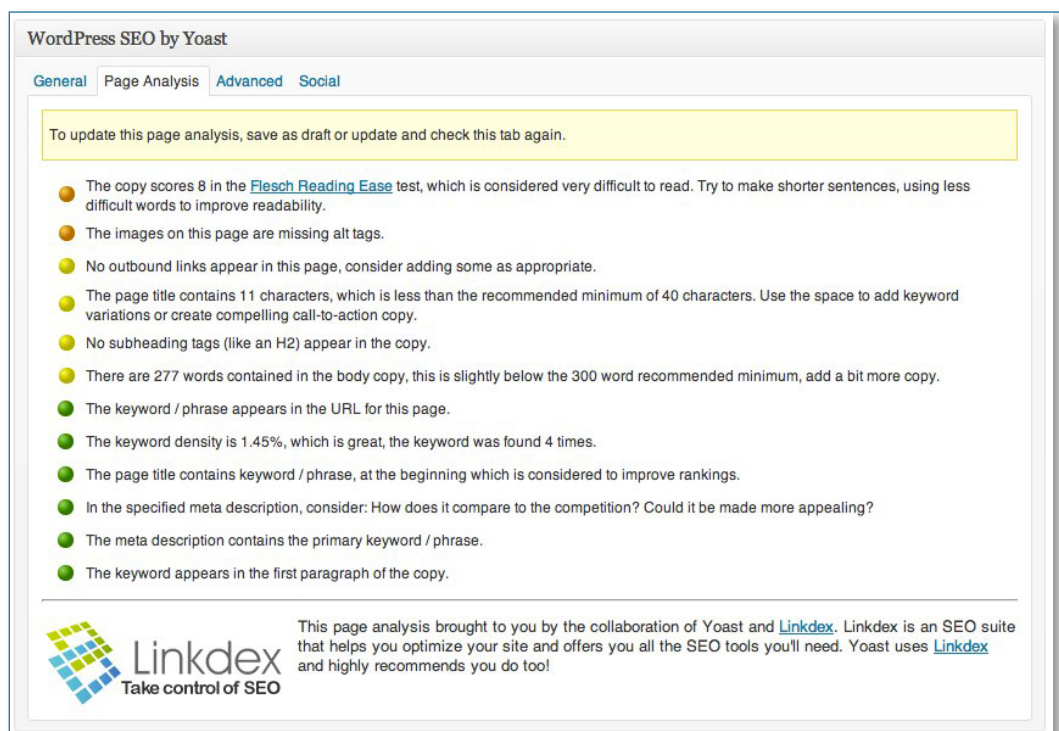 WordPress SEO by Yoast
General Page Analysis Advanced Social
To update this page analysis, save as draft or update and check this tab again.
The copy scores 8 in the Flesch Reading Ease test, which is considered very difficult to read. Try to make shorter sentences, using less
difficult words to improve readability.
The images on this page are missing alt tags.
No outbound links appear in this page, consider adding some as appropriate.
The page title contains 11 characters, which is less than the recommended minimum of 40 characters. Use the space to add keyword
variations or create compelling call-to-action copy.
No subheading tags (like an H2) appear in the copy.
There are 277 words contained in the body copy, this is slightly below the 300 word recommended minimum, add a bit more copy.
The keyword / phrase appears in the URL for this page.
The keyword density is 1.45%, which is great, the keyword was found 4 times.
The page title contains keyword / phrase, at the beginning which is considered to improve rankings.
In the specified meta description, consider: How does it compare to the competition? Could it be made more appealing?
The meta description contains the primary keyword / phrase.
The keyword appears in the first paragraph of the copy.
Linkdex
Take control of SEO
This page analysis brought to you by the collaboration of Yoast and Linkdex. Linkdex is an SEO suite
that helps you optimize your site and offers you all the SEO tools you'll need. Yoast uses Linkdex
and highly recommends you do too!